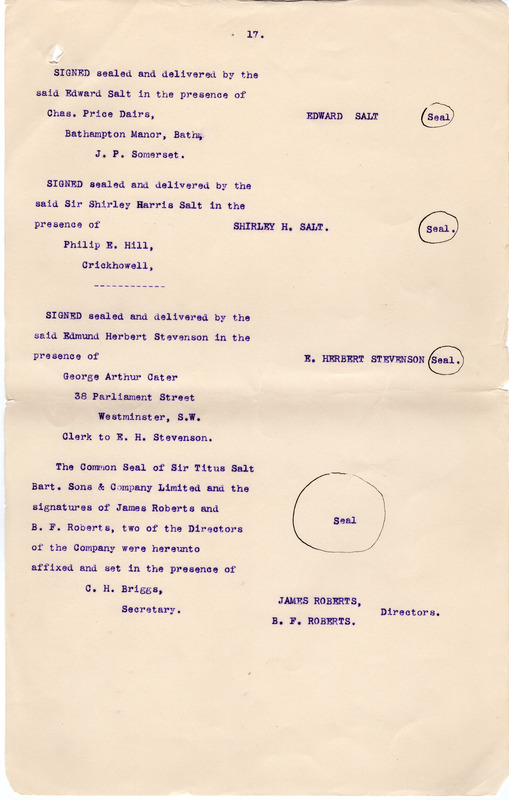 17.
SIGNED sealed and delivered by the
said Edward Salt in the presence of
Chas. Price Dairs, EDWARD SALT Seal
Bathampton Manor, Bath,
J. P. Somerset.
SIGNED sealed and delivered by the
said Sir Shirley Harris Salt in the
presence of SHIRLEY H. SALT. Seal.
Philip E. Hill,
Crickhowell,
------------
SIGNED sealed and delivered by the
said Edmund Herbert Stevenson in the
presence of E. HERBERT STEVENSON Seal.
George Arthur Cater
38 Parliament Street
Westminster, S.W.
Clerk to E. H. Stevenson.
The Common Seal of Sir Titus Salt
Bart. Sons & Company Limited and the
signatures of James Roberts and
B. F. Roberts, two of the Directors Seal
of the Company were hereunto
affixed and set in the presence of
C. H. Briggs,
Secretary.
JAMES ROBERTS,
B. F. ROBERTS. Directors.